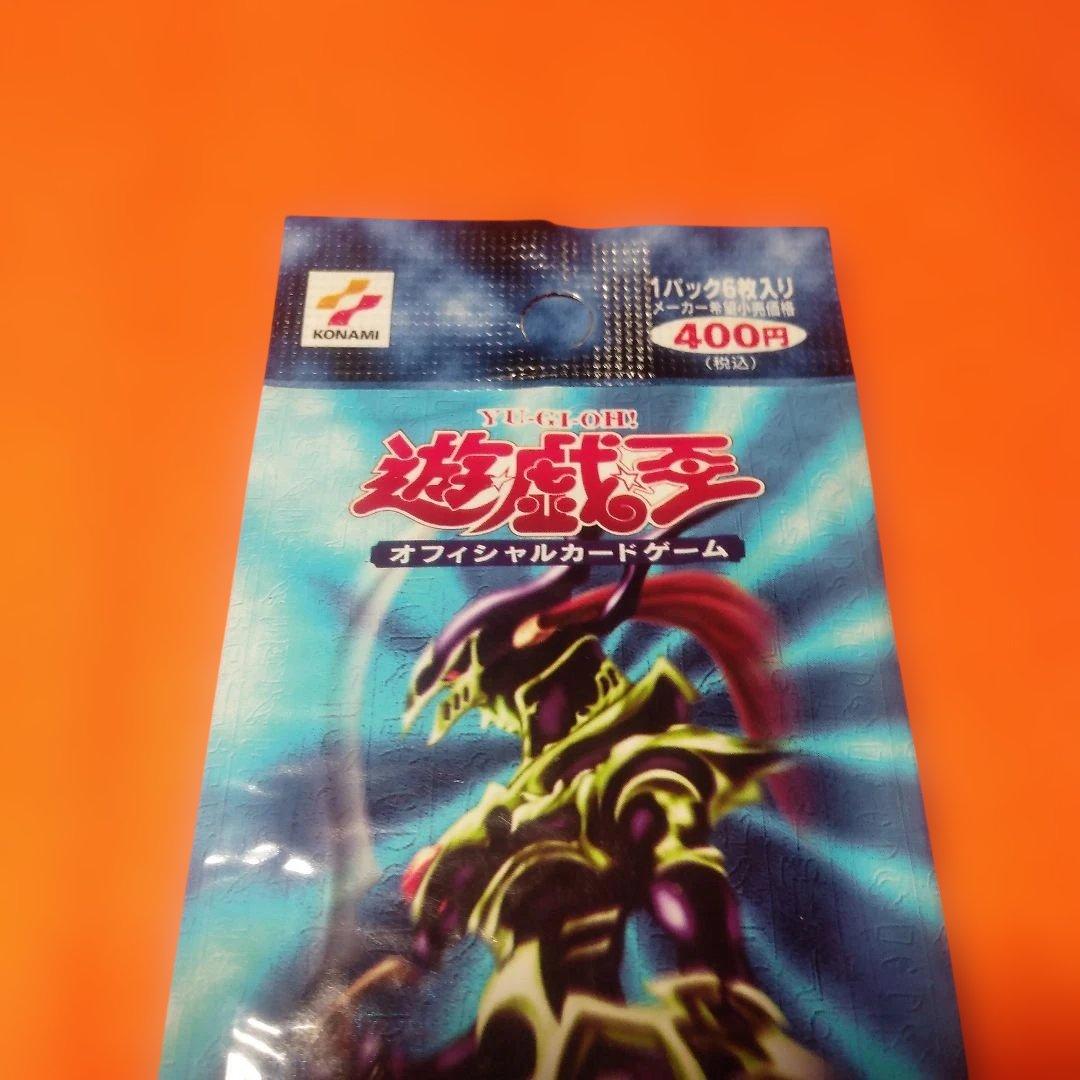 KONAMI
1パック6枚入り
メーカー希望小売価格
400円
(税込)
YU-GI-OH!
遊☆戯☆王
オフィシャルカードゲーム